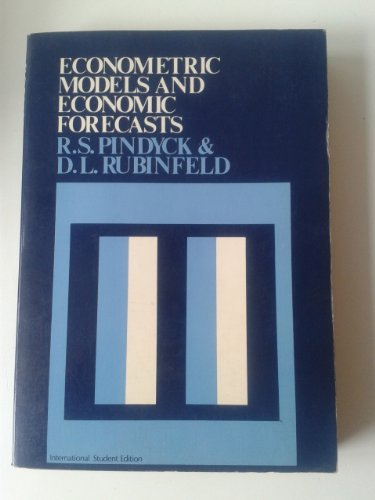 ECONOMETRIC
MODELS AND
ECONOMIC
FORECASTS
R.S. PINDYCK &
D.L. RUBINFELD
International Student Edition